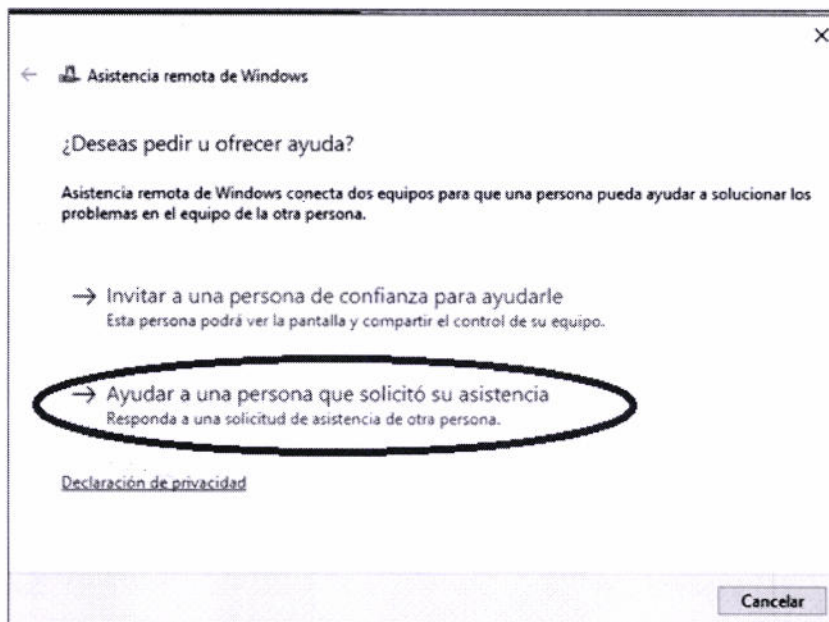 Asistencia remota de Windows
¿Deseas pedir u ofrecer ayuda?
Asistencia remota de Windows conecta dos equipos para que una persona pueda ayudar a solucionar los
problemas en el equipo de la otra persona.
Invitar a una persona de confianza para ayudarle
Esta persona podrá ver la pantalla y compartir el control de su equipo.
Ayudar a una persona que solicitó su asistencia
Responda a una solicitud de asistencia de otra persona.
Declaración de privacidad
Cancelar